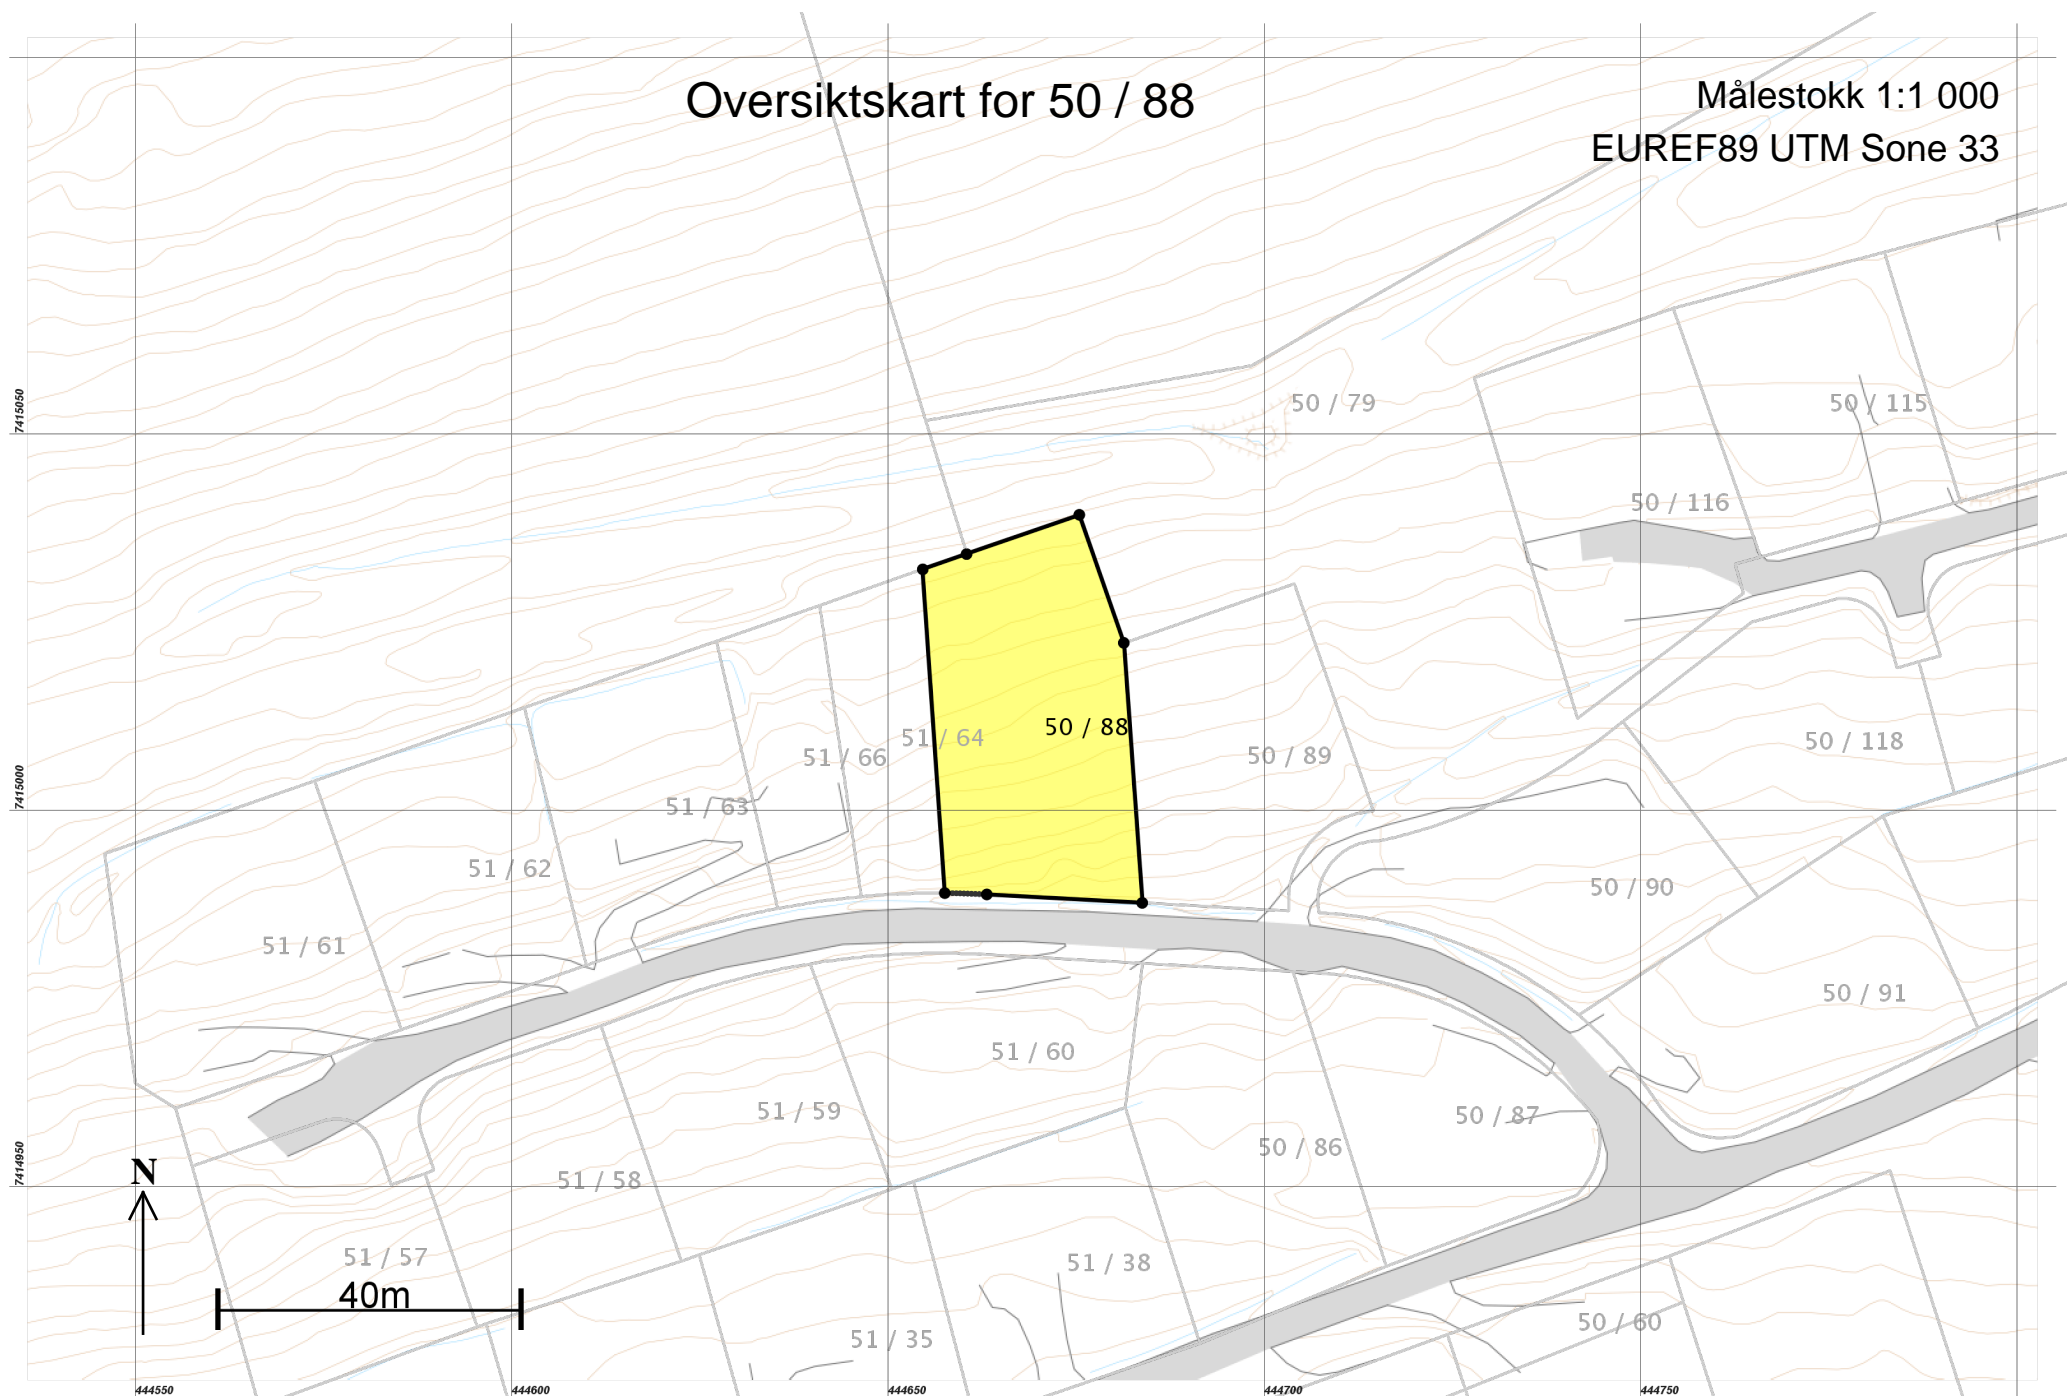 Oversiktskart for 50 / 88
Målestokk 1:1 000
EUREF89 UTM Sone 33
7415050
50 / 79
50 / 115
50 / 116
50 / 88
51 / 64
50 / 118
51 / 66
50 / 89
7415000
51 / 63
51 / 62
50 / 90
51 / 61
50 / 91
51 / 60
51 / 59
50 / 87
50 / 86
7414950
N
51 / 58
51 / 57
51 / 38
40m
50 / 60
51 / 35
444550
444600
444650
444700
444750